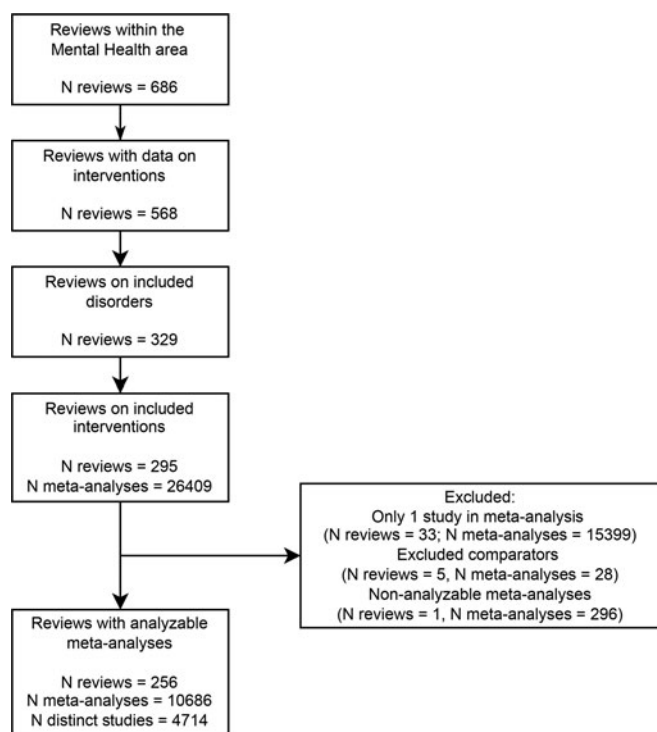 Reviews within the
Mental Health area
N reviews = 686
Reviews with data on
interventions
N reviews = 568
Reviews on included
disorders
N reviews = 329
Reviews on included
interventions
N reviews = 295
N meta-analyses = 26409
Excluded:
Only 1 study in meta-analysis
(N reviews = 33; N meta-analyses = 15399)
Excluded comparators
(N reviews = 5, N meta-analyses = 28)
Non-analyzable meta-analyses
(N reviews = 1, N meta-analyses = 296)
Reviews with analyzable
meta-analyses
N reviews = 256
N meta-analyses = 10686
N distinct studies = 4714